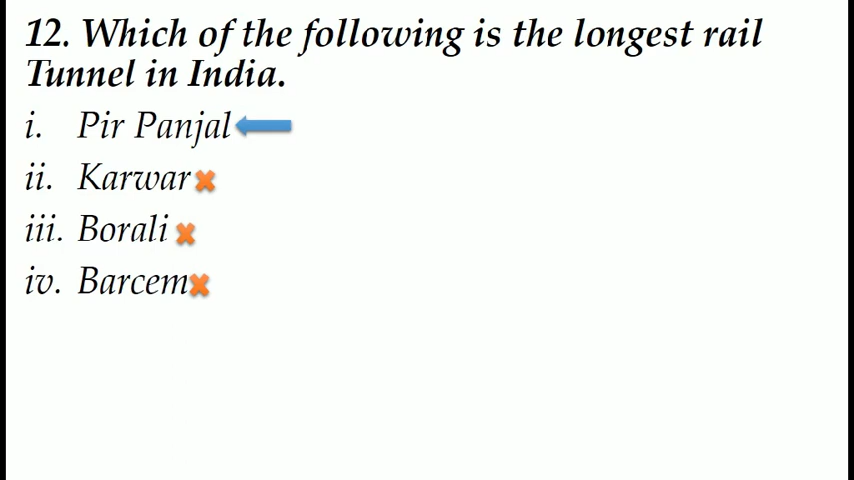 12. Which of the following is the longest rail
Tunnel in India.
i. Pir Panjal
ii. Karwar
iii. Borali
iv. Barcem